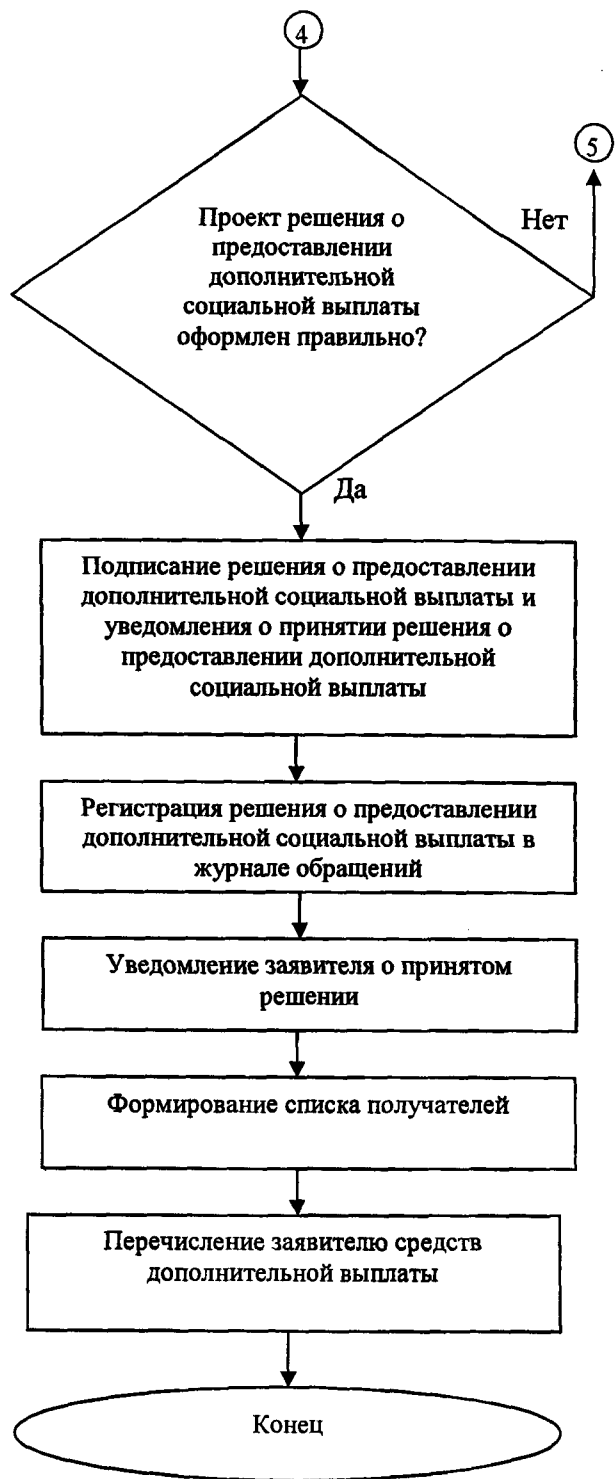 4
5
Нет
Проект решения о
предоставлении
дополнительной
социальной выплаты
оформлен правильно?
Да
Подписание решения о предоставлении
дополнительной социальной выплаты и
уведомления о принятии решения о
предоставлении дополнительной
социальной выплаты
Регистрация решения о предоставлении
дополнительной социальной выплаты в
журнале обращений
Уведомление заявителя о принятом
решении
Формирование списка получателей
Перечисление заявителю средств
дополнительной выплаты
Конец